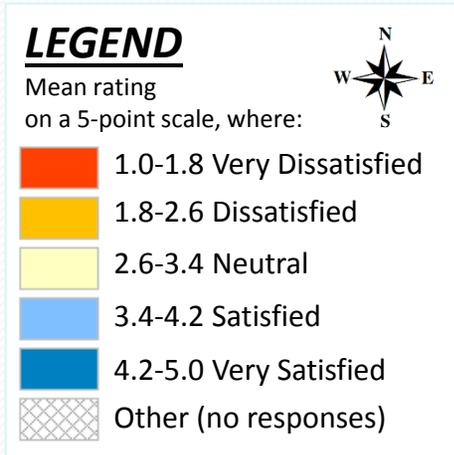 LEGEND
Mean rating
on a 5-point scale, where:
N
W E
S
1.0-1.8 Very Dissatisfied
1.8-2.6 Dissatisfied
2.6-3.4 Neutral
3.4-4.2 Satisfied
4.2-5.0 Very Satisfied
Other (no responses)